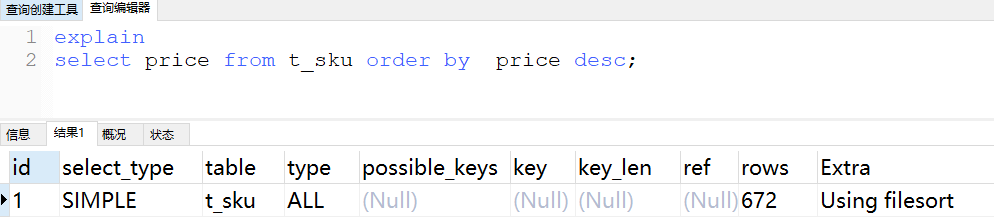 查询创建工具 查询编辑器
1 explain
2 select price from t_sku order by  price desc;
信息 结果1 概况 状态
id select_type table type possible_keys key key_len ref rows Extra
1 SIMPLE t_sku ALL (Null) (Null) (Null) (Null) 672 Using filesort